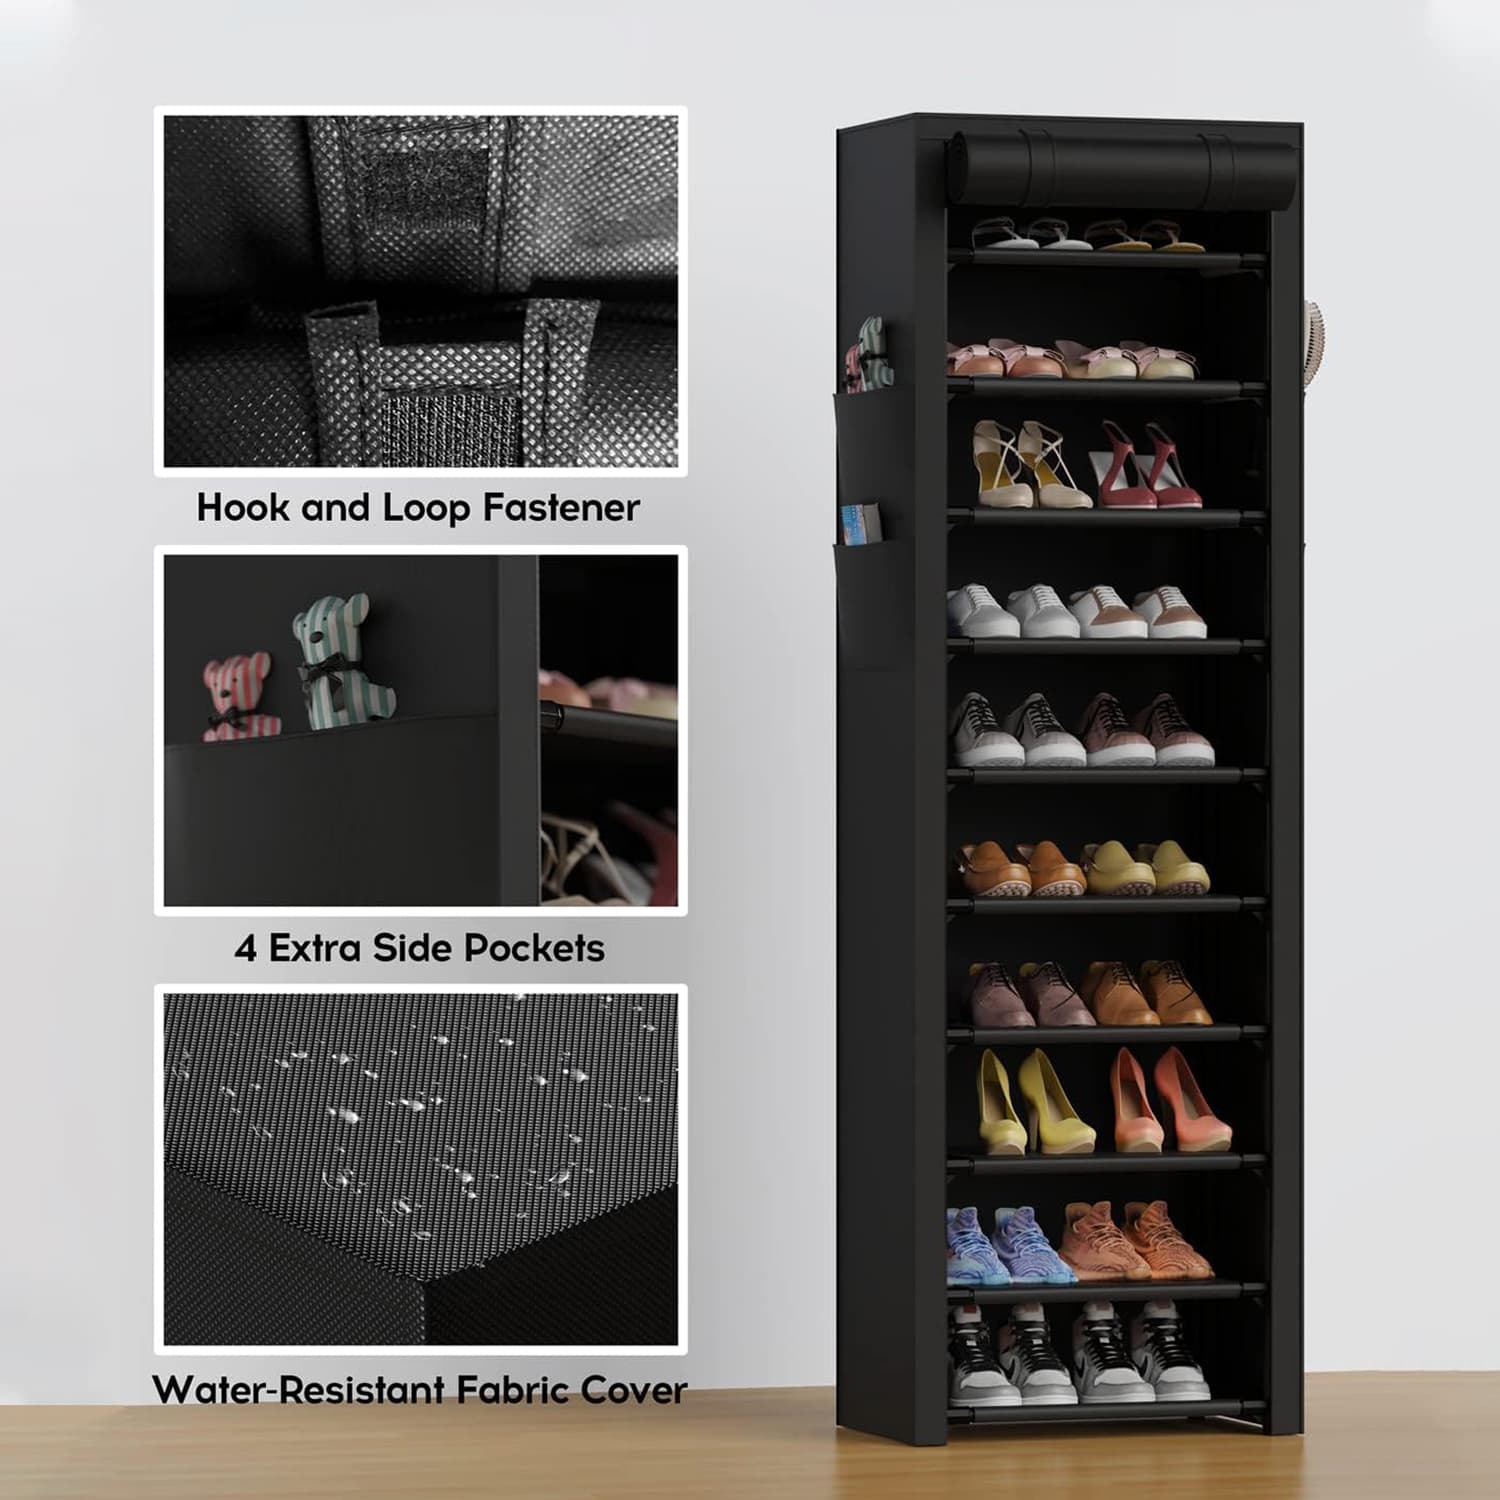 Hook and Loop Fastener
4 Extra Side Pockets
Water-Resistant Fabric Cover